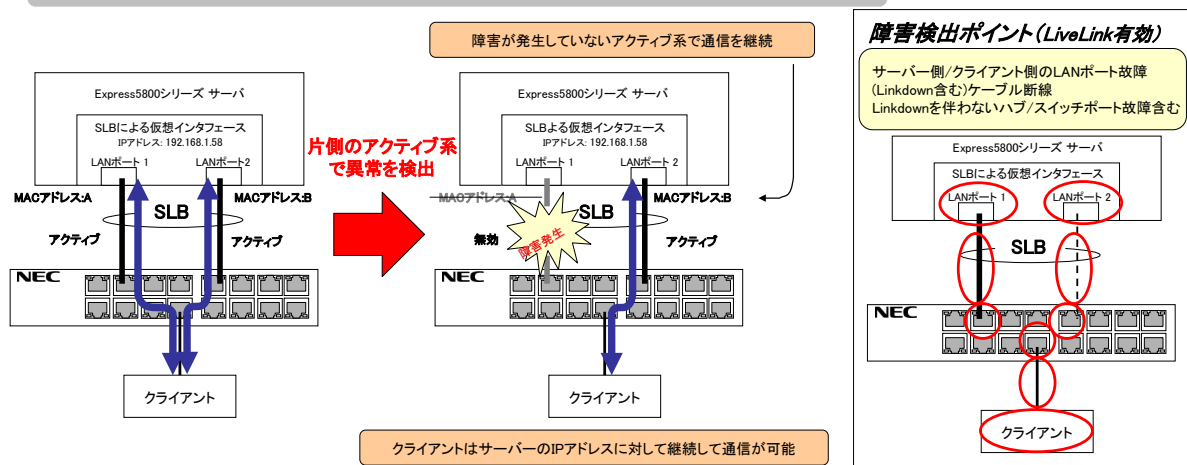 障害が発生していないアクティブ系で通信を継続
Express5800シリーズ サーバ
SLBによる仮想インタフェース
IPアドレス: 192.168.1.58
LANポート 1
LANポート2
MACアドレス:A
MACアドレス:B
SLB
アクティブ
アクティブ
NEC
クライアント
片側のアクティブ系
で異常を検出
Express5800シリーズ サーバ
SLBよる仮想インタフェース
IPアドレス: 192.168.1.58
LANポート 1
LANポート 2
MACアドレス:A
MACアドレス:B
SLB
無効
障害発生
アクティブ
NEC
クライアント
クライアントはサーバーのIPアドレスに対して継続して通信が可能
障害検出ポイント(LiveLink有効)
サーバー側/クライアント側のLANポート故障
(Linkdown含む)ケーブル断線
Linkdownを伴わないハブ/スイッチポート故障含む
Express5800シリーズ サーバ
SLBによる仮想インタフェース
LANポート 1
LANポート 2
SLB
NEC
クライアント